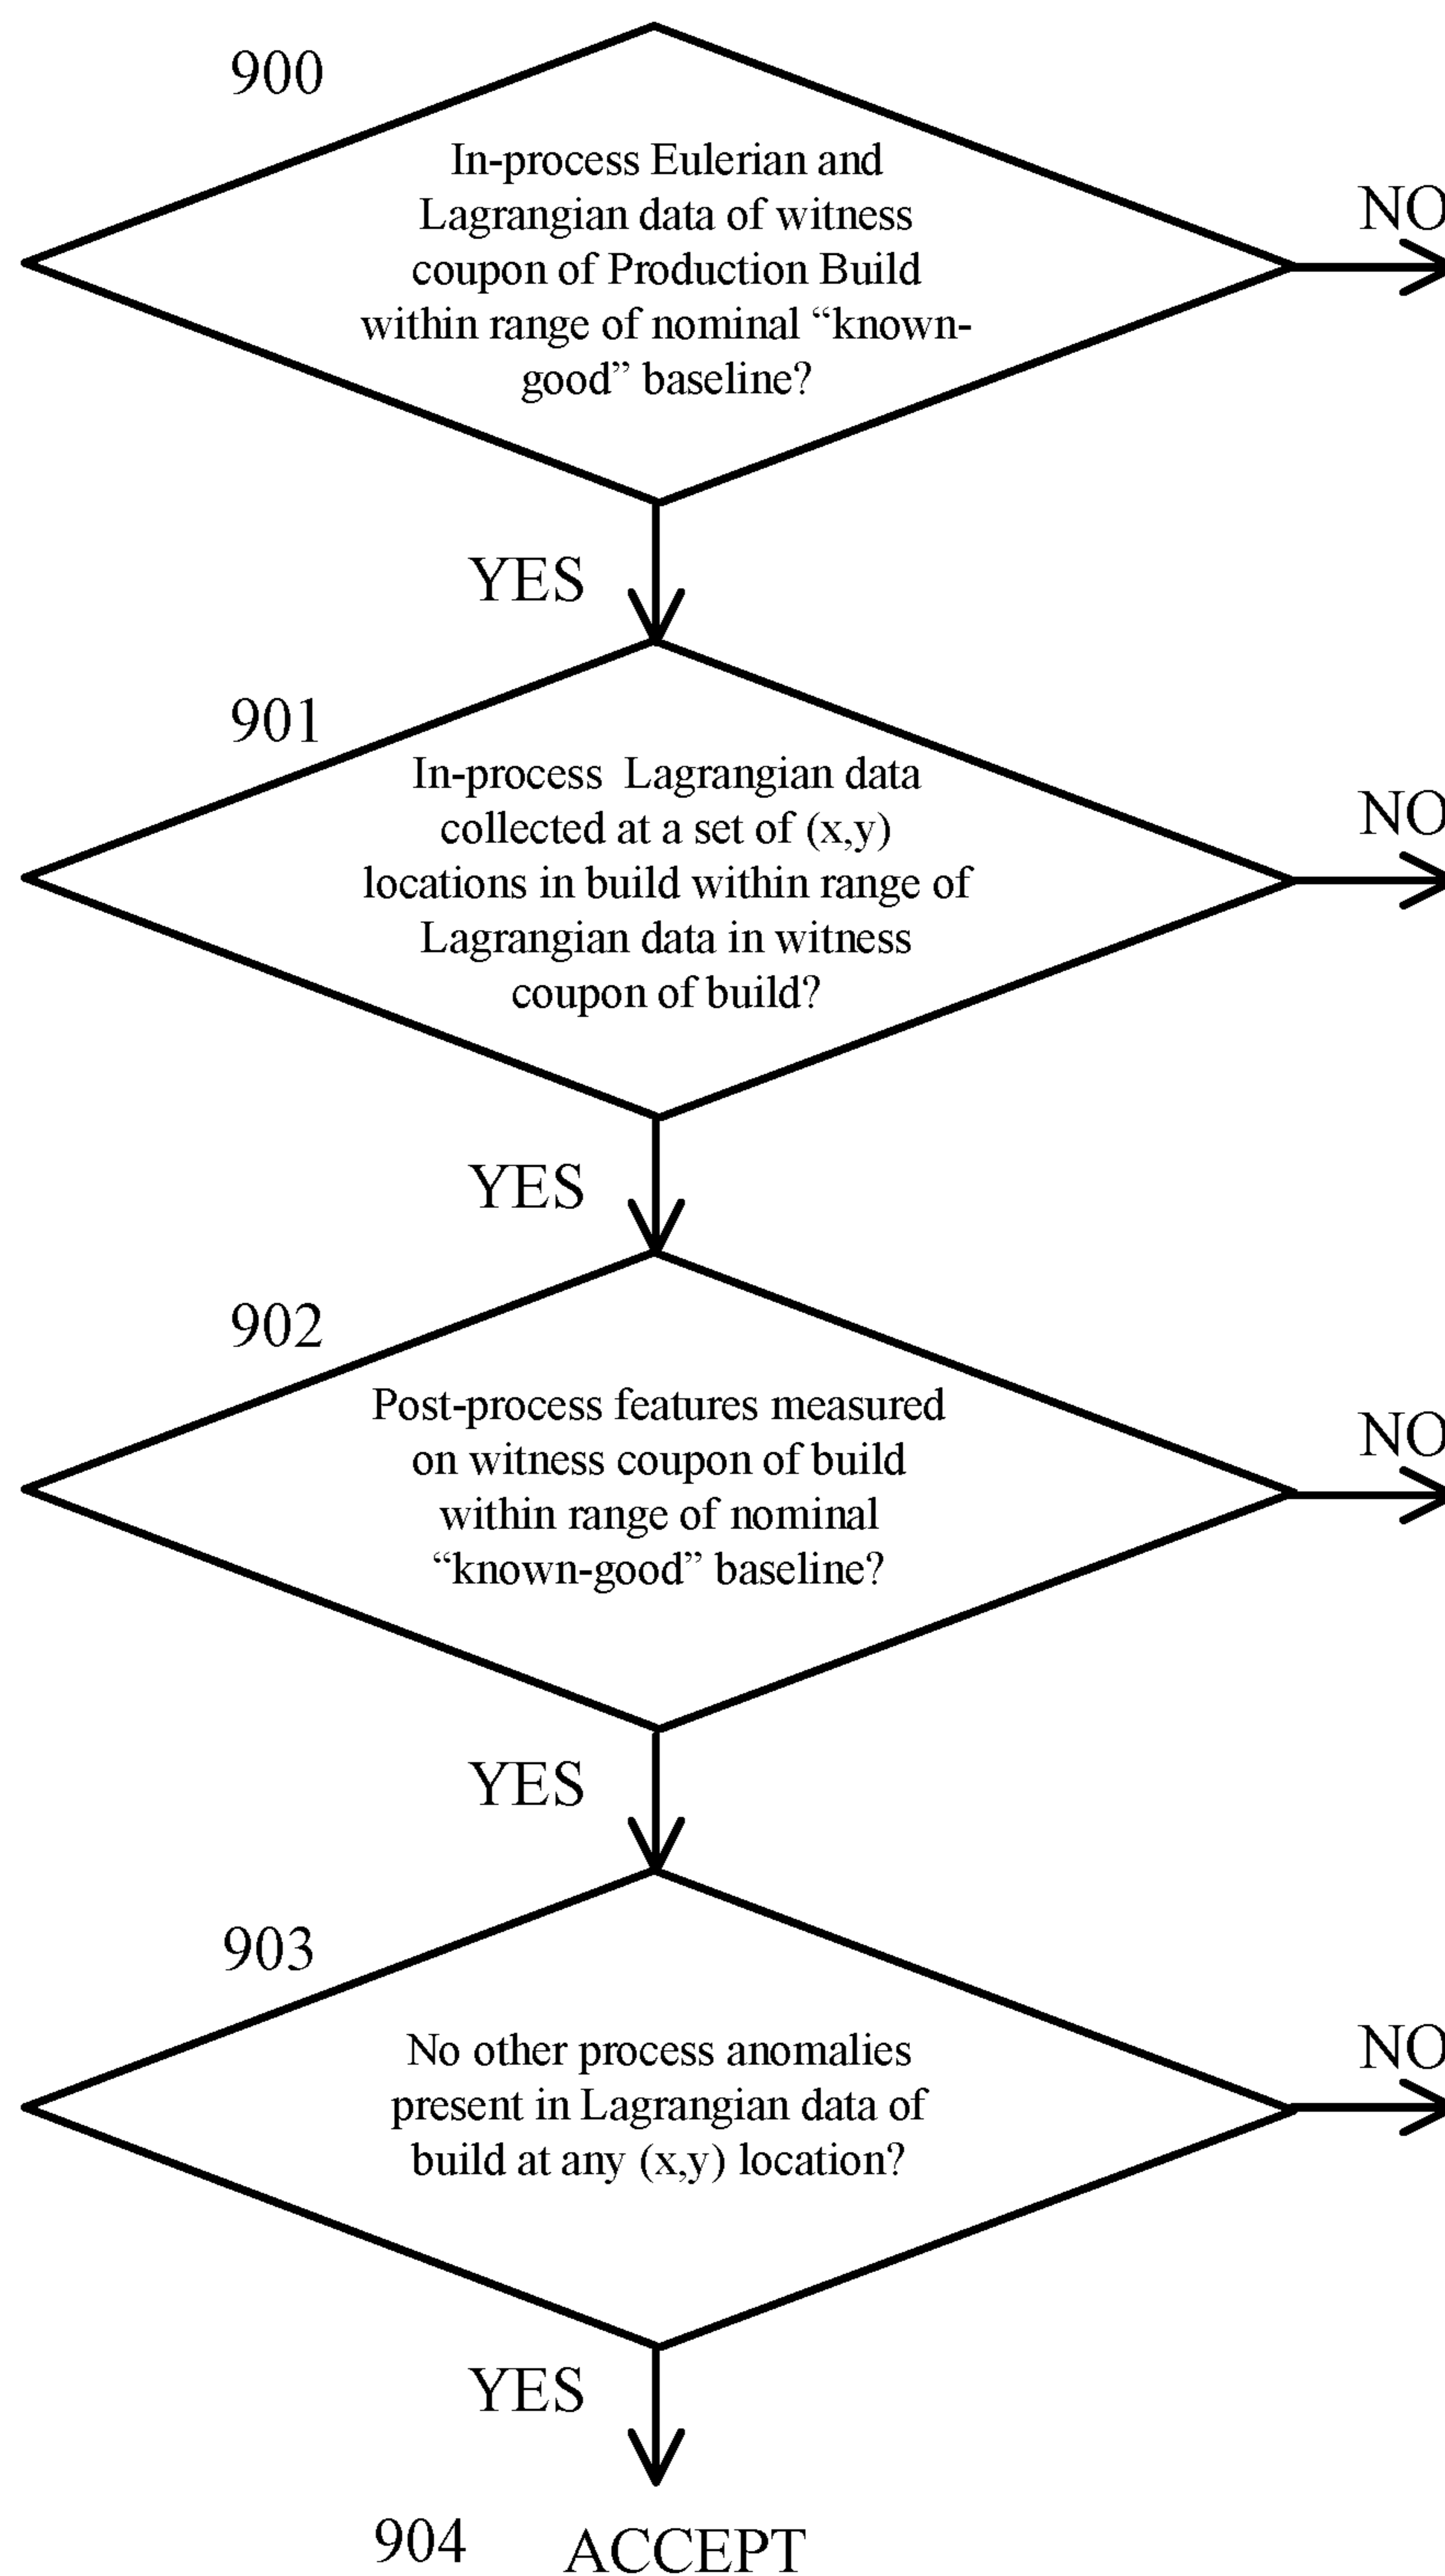 900
In-process Eulerian and
Lagrangian data of witness
coupon of Production Build
within range of nominal “known-
good” baseline?
NO
YES
901
In-process Lagrangian data
collected at a set of (x,y)
locations in build within range of
Lagrangian data in witness
coupon of build?
NO
YES
902
Post-process features measured
on witness coupon of build
within range of nominal
“known-good” baseline?
NO
YES
903
No other process anomalies
present in Lagrangian data of
build at any (x,y) location?
NO
YES
904 ACCEPT